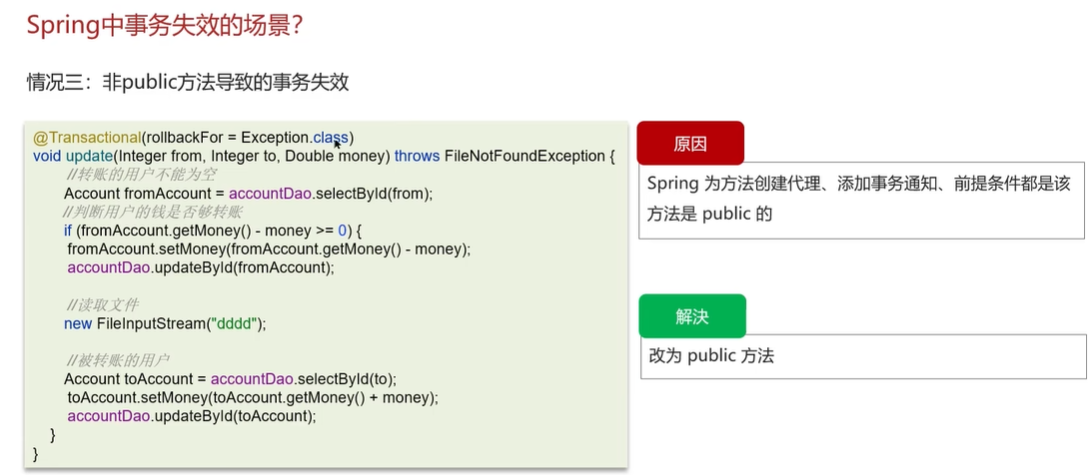 Spring中事务失效的场景？
情况三：非public方法导致的事务失效
@Transactional(rollbackFor = Exception.class)
void update(Integer from, Integer to, Double money) throws FileNotFoundException {
//转账的用户不能为空
Account fromAccount = accountDao.selectById(from);
//判断用户的钱是否够转账
if (fromAccount.getMoney() - money >= 0) {
fromAccount.setMoney(fromAccount.getMoney() - money);
accountDao.updateById(fromAccount);
//读取文件
new FileInputStream("dddd");
//被转账的用户
Account toAccount = accountDao.selectById(to);
toAccount.setMoney(toAccount.getMoney() + money);
accountDao.updateById(toAccount);
}
}
原因
Spring 为方法创建代理、添加事务通知、前提条件都是该
方法是 public 的
解决
改为 public 方法